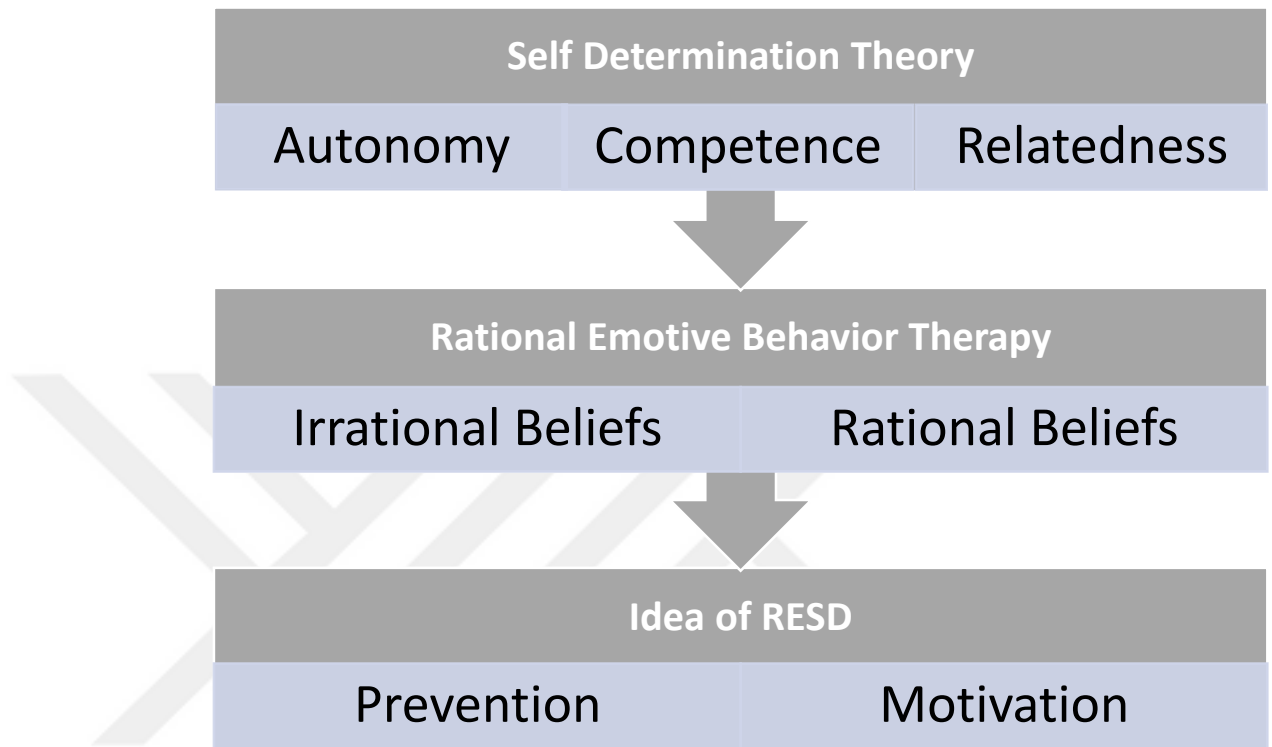 Self Determination Theory
Autonomy Competence Relatedness
Rational Emotive Behavior Therapy
Irrational Beliefs Rational Beliefs
Idea of RESD
Prevention Motivation